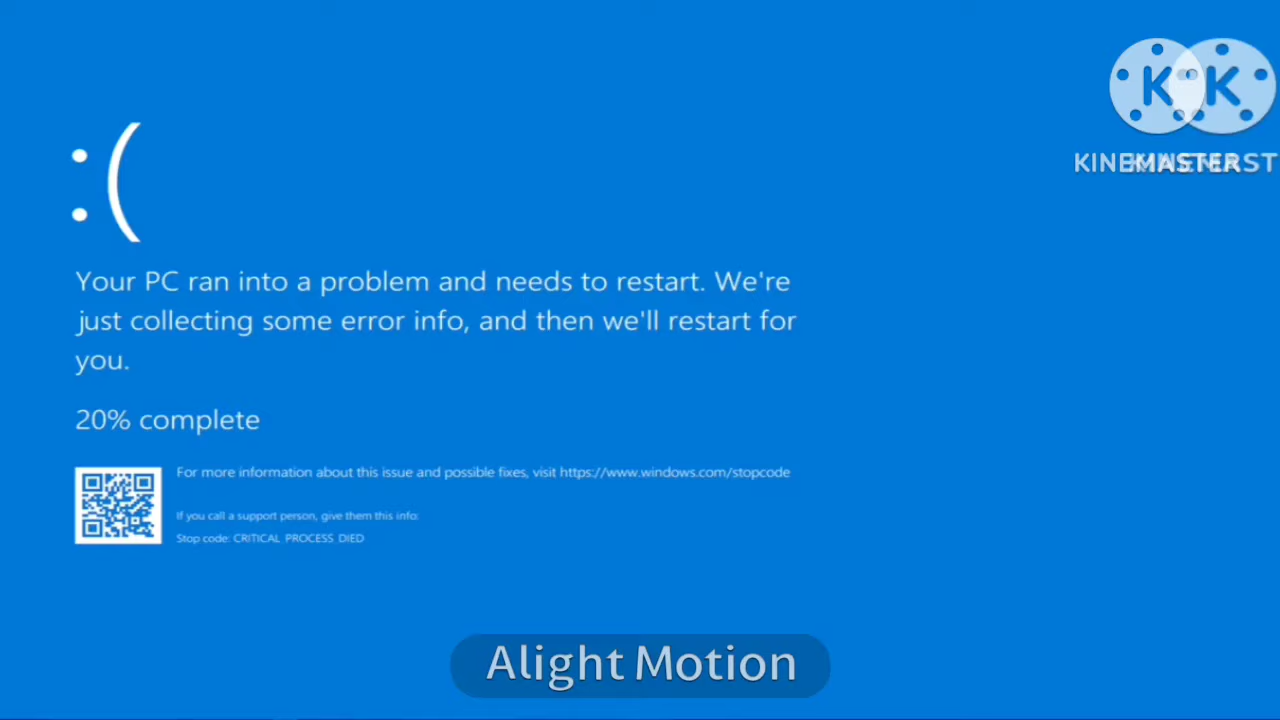 :(
Your PC ran into a problem and needs to restart. We're
just collecting some error info, and then we'll restart for
you.
20% complete
For more information about this issue and possible fixes, visit https://www.windows.com/stopcode
If you call a support person, give them this info:
Stop code: CRITICAL_PROCESS_DIED
K K
Alight Motion